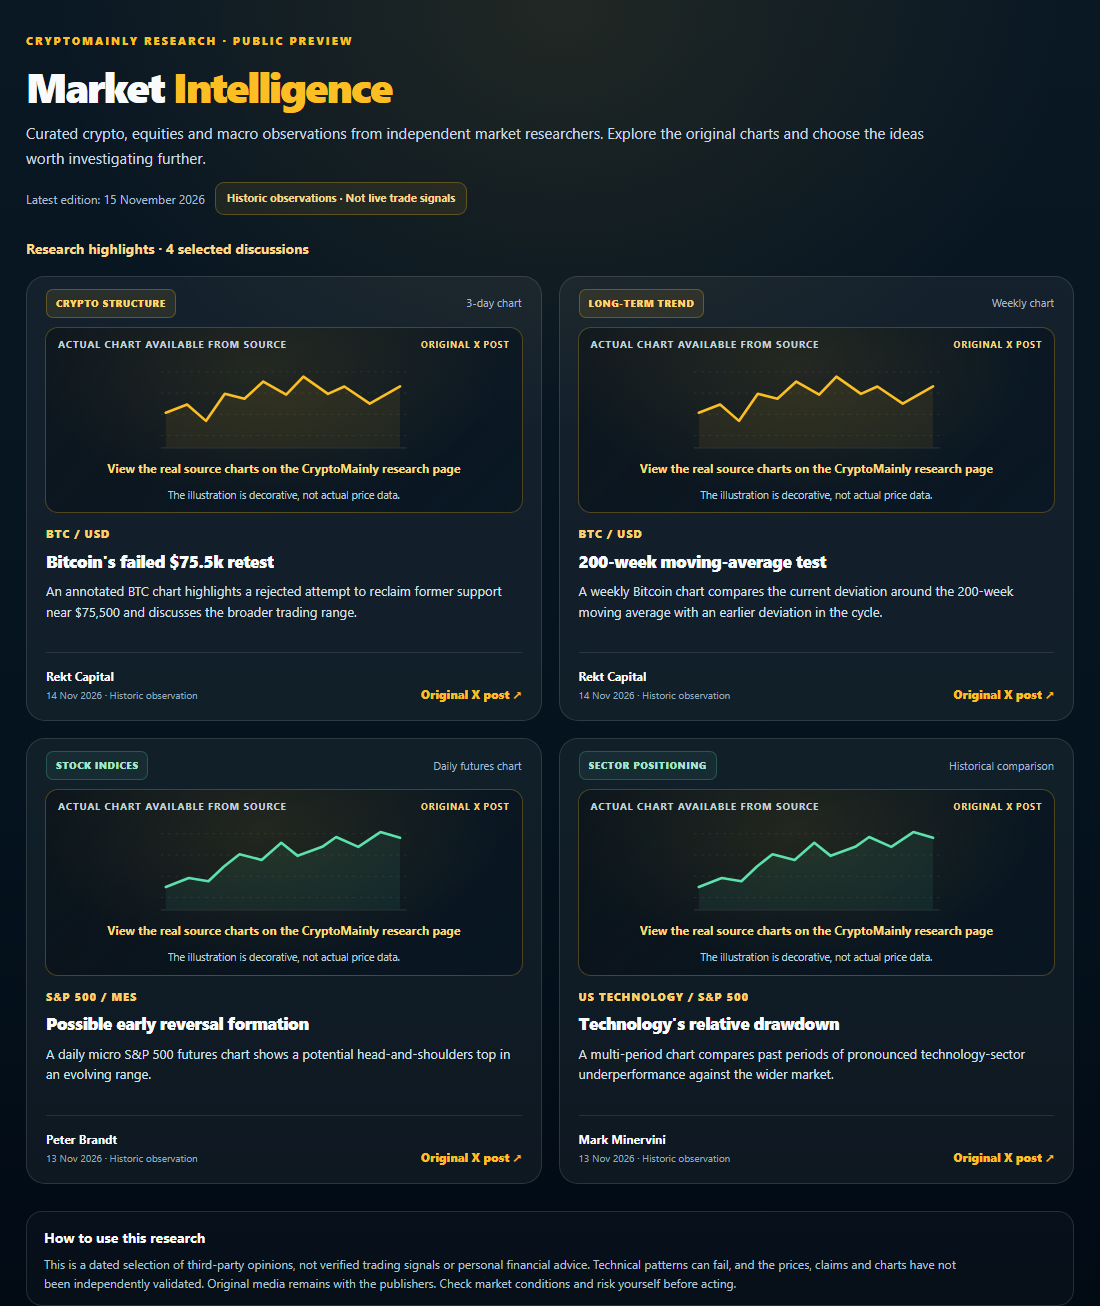 CRYPTOMAINLY RESEARCH · PUBLIC PREVIEW
Market Intelligence
Curated crypto, equities and macro observations from independent market researchers. Explore the original charts and choose the ideas
worth investigating further.
Latest edition: 15 November 2026
Historic observations · Not live trade signals
Research highlights · 4 selected discussions
CRYPTO STRUCTURE
3-day chart
ACTUAL CHART AVAILABLE FROM SOURCE
ORIGINAL X POST
View the real source charts on the CryptoMainly research page
The illustration is decorative, not actual price data.
BTC / USD
Bitcoin's failed $75.5k retest
An annotated BTC chart highlights a rejected attempt to reclaim former support
near $75,500 and discusses the broader trading range.
Rekt Capital
14 Nov 2026 · Historic observation
Original X post ↗
LONG-TERM TREND
Weekly chart
ACTUAL CHART AVAILABLE FROM SOURCE
ORIGINAL X POST
View the real source charts on the CryptoMainly research page
The illustration is decorative, not actual price data.
BTC / USD
200-week moving-average test
A weekly Bitcoin chart compares the current deviation around the 200-week
moving average with an earlier deviation in the cycle.
Rekt Capital
14 Nov 2026 · Historic observation
Original X post ↗
STOCK INDICES
Daily futures chart
ACTUAL CHART AVAILABLE FROM SOURCE
ORIGINAL X POST
View the real source charts on the CryptoMainly research page
The illustration is decorative, not actual price data.
S&P 500 / MES
Possible early reversal formation
A daily micro S&P 500 futures chart shows a potential head-and-shoulders top in
an evolving range.
Peter Brandt
13 Nov 2026 · Historic observation
Original X post ↗
SECTOR POSITIONING
Historical comparison
ACTUAL CHART AVAILABLE FROM SOURCE
ORIGINAL X POST
View the real source charts on the CryptoMainly research page
The illustration is decorative, not actual price data.
US TECHNOLOGY / S&P 500
Technology's relative drawdown
A multi-period chart compares past periods of pronounced technology-sector
underperformance against the wider market.
Mark Minervini
13 Nov 2026 · Historic observation
Original X post ↗
How to use this research
This is a dated selection of third-party opinions, not verified trading signals or personal financial advice. Technical patterns can fail, and the prices, claims and charts have not
been independently validated. Original media remains with the publishers. Check market conditions and risk yourself before acting.